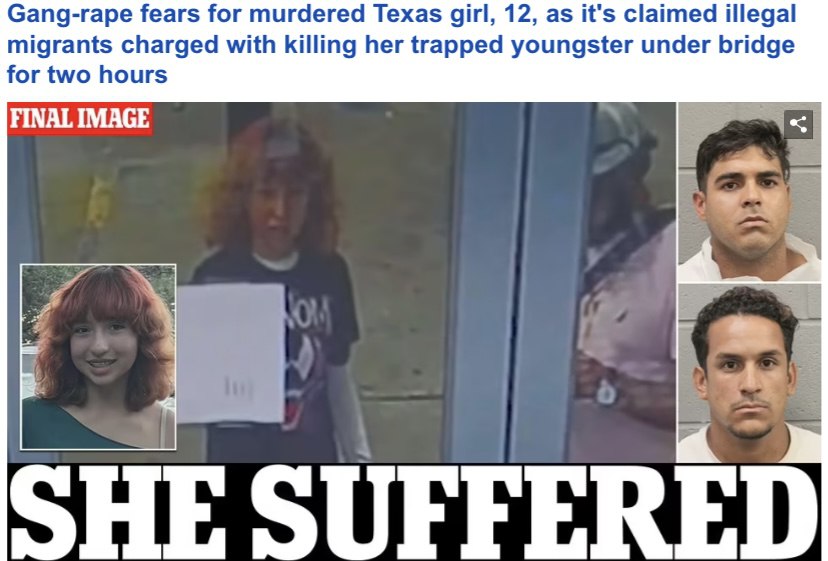 Gang-rape fears for murdered Texas girl, 12, as it's claimed illegal
migrants charged with killing her trapped youngster under bridge
for two hours
FINAL IMAGE
SHE SUFFERED